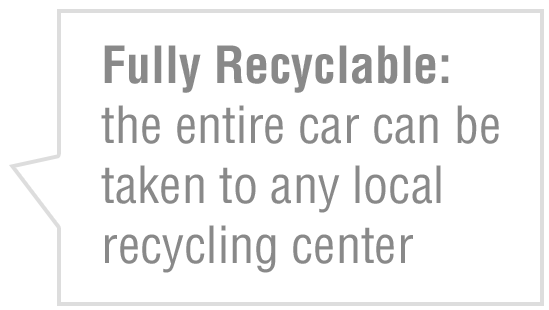 Fully Recyclable:
the entire car can be
taken to any local
recycling center